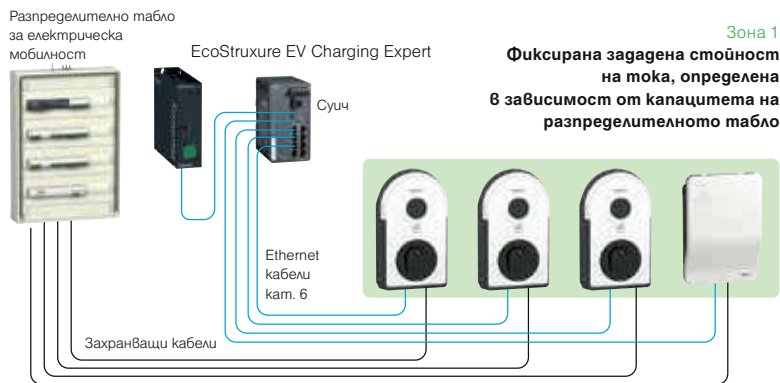 Разпределително табло
за електрическа
мобилност
EcoStruxure EV Charging Expert
Суич
Зона 1
Фиксирана зададена стойност
на тока, определена
в зависимост от капацитета на
разпределителното табло
Ethernet
кабели
кат. 6
Захранващи кабели